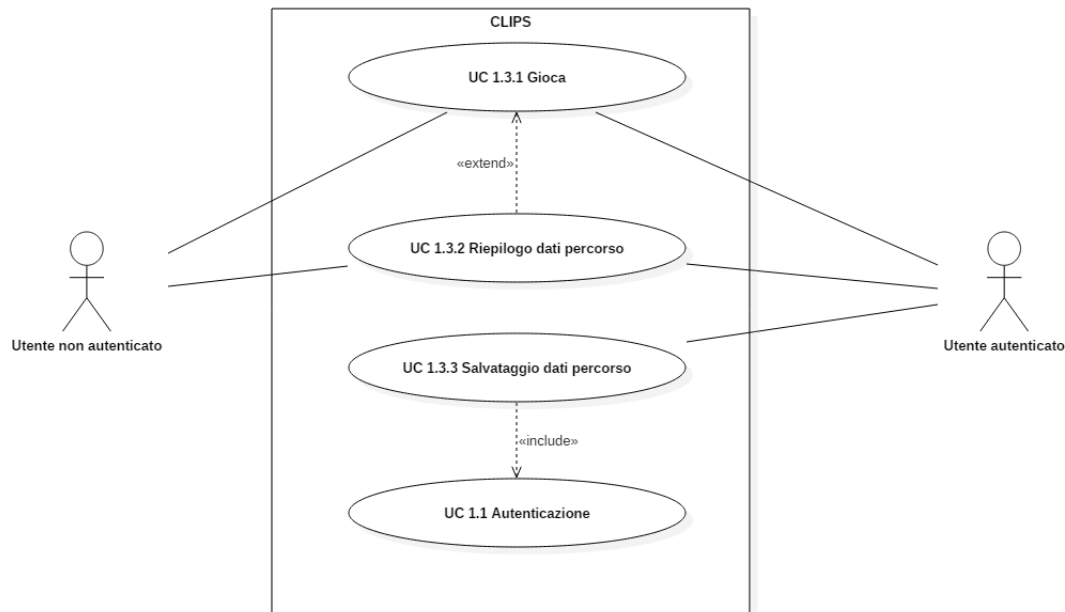 CLIPS
UC 1.3.1 Gioca
«extend»
UC 1.3.2 Riepilogo dati percorso
Utente non autenticato
Utente autenticato
UC 1.3.3 Salvataggio dati percorso
«include»
UC 1.1 Autenticazione